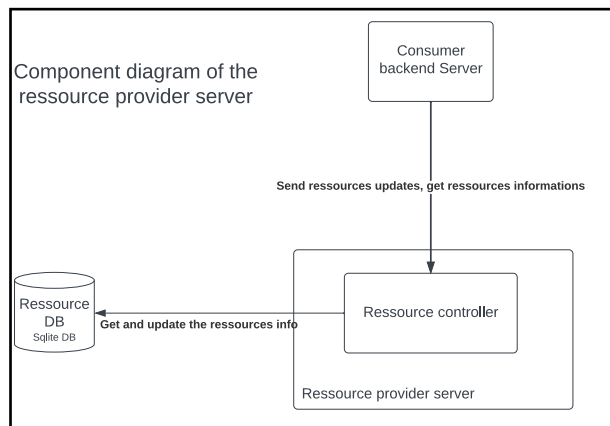 Component diagram of the
ressource provider server
Consumer
backend Server
Send ressources updates, get ressources informations
Ressource
DB
Sqlite DB
Get and update the ressources info
Ressource controller
Ressource provider server